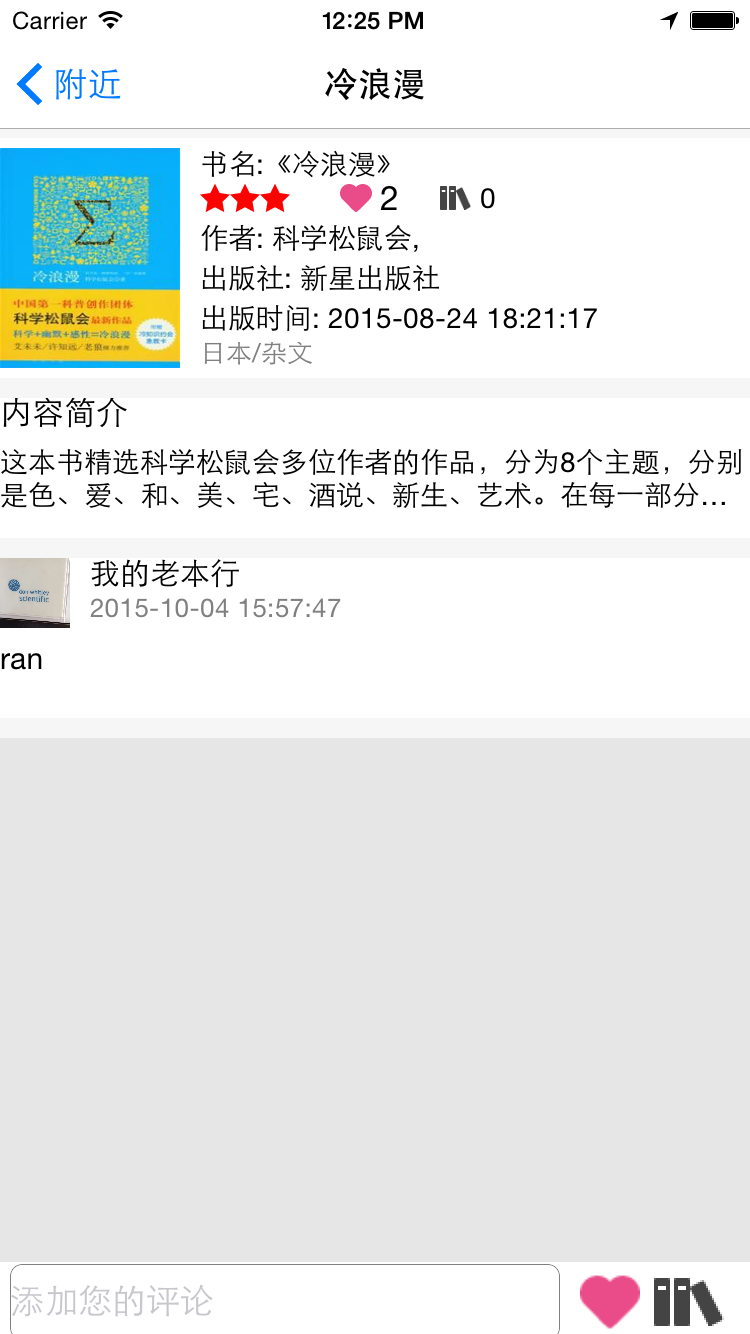 Carrier 12:25 PM
附近 冷浪漫
书名:《冷浪漫》
2 0
作者: 科学松鼠会,
出版社: 新星出版社
出版时间: 2015-08-24 18:21:17
日本/杂文
冷浪漫
中国第一科普创作团体
科学松鼠会最新作品
科学+幽默+感性=冷浪漫
内容简介
这本书精选科学松鼠会多位作者的作品，分为8个主题，分别
是色、爱、和、美、宅、酒说、新生、艺术。在每一部分...
我的老本行
2015-10-04 15:57:47
scientific
ran
添加您的评论